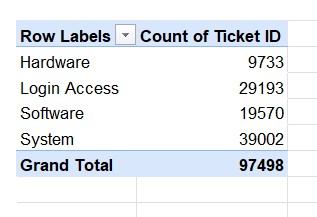 Row Labels Count of Ticket ID
Hardware 9733
Login Access 29193
Software 19570
System 39002
Grand Total 97498